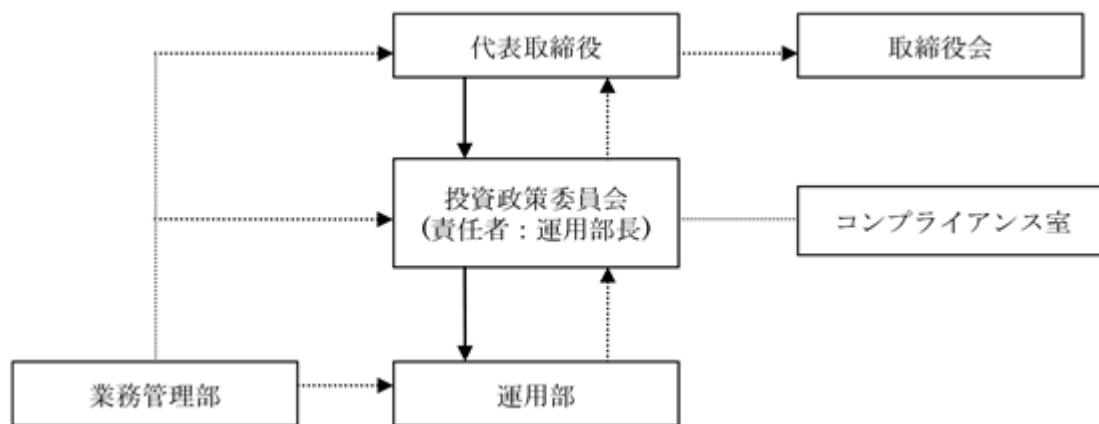 代表取締役
取締役会
投資政策委員会
(責任者：運用部長)
コンプライアンス室
業務管理部
運用部